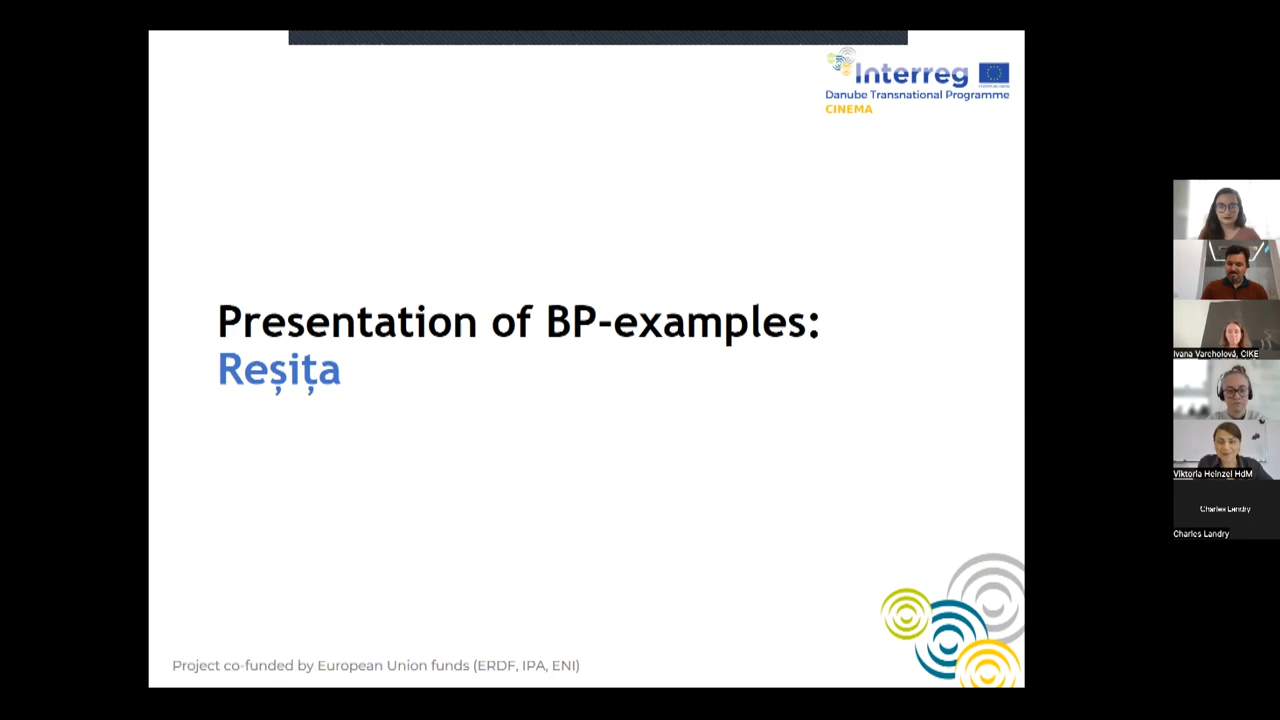 Interreg
Danube Transnational Programme
CINEMA
Presentation of BP-examples:
Reșița
Project co-funded by European Union funds (ERDF, IPA, ENI)
Ivana Varcholová, CIKE
Viktoria Heinzel HdM
Charles Landry
Charles Landry